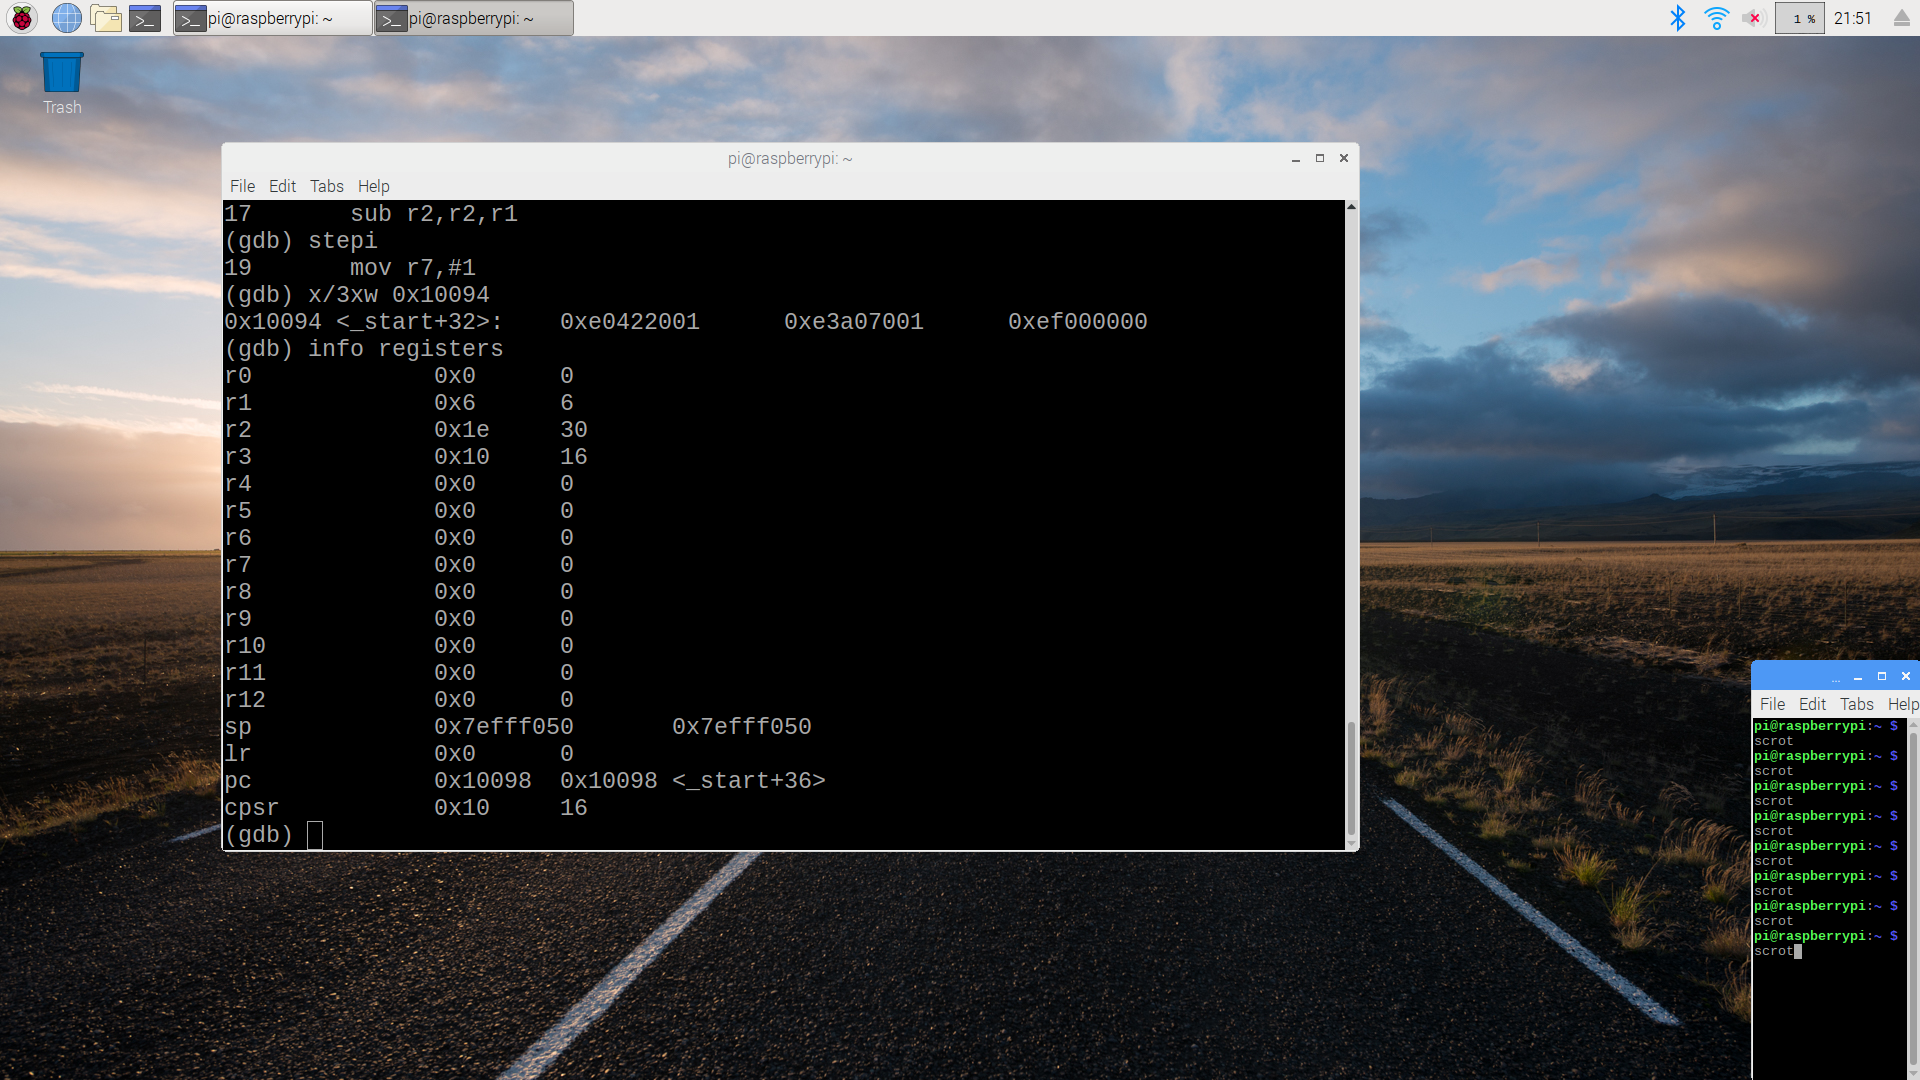 pi@raspberrypi: ~
pi@raspberrypi: ~
1 %
21:51
Trash
pi@raspberrypi: ~
File Edit Tabs Help
17       sub r2,r2,r1
(gdb) stepi
19       mov r7,#1
(gdb) x/3xw 0x10094
0x10094 <_start+32>:    0xe0422001      0xe3a07001      0xef000000
(gdb) info registers
r0             0x0      0
r1             0x6      6
r2             0x1e     30
r3             0x10     16
r4             0x0      0
r5             0x0      0
r6             0x0      0
r7             0x0      0
r8             0x0      0
r9             0x0      0
r10            0x0      0
r11            0x0      0
r12            0x0      0
sp             0x7efff050       0x7efff050
lr             0x0      0
pc             0x10098  0x10098 <_start+36>
cpsr           0x10     16
(gdb)
...
File Edit Tabs Help
pi@raspberrypi:~ $
scrot
pi@raspberrypi:~ $
scrot
pi@raspberrypi:~ $
scrot
pi@raspberrypi:~ $
scrot
pi@raspberrypi:~ $
scrot
pi@raspberrypi:~ $
scrot
pi@raspberrypi:~ $
scrot
pi@raspberrypi:~ $
scrot